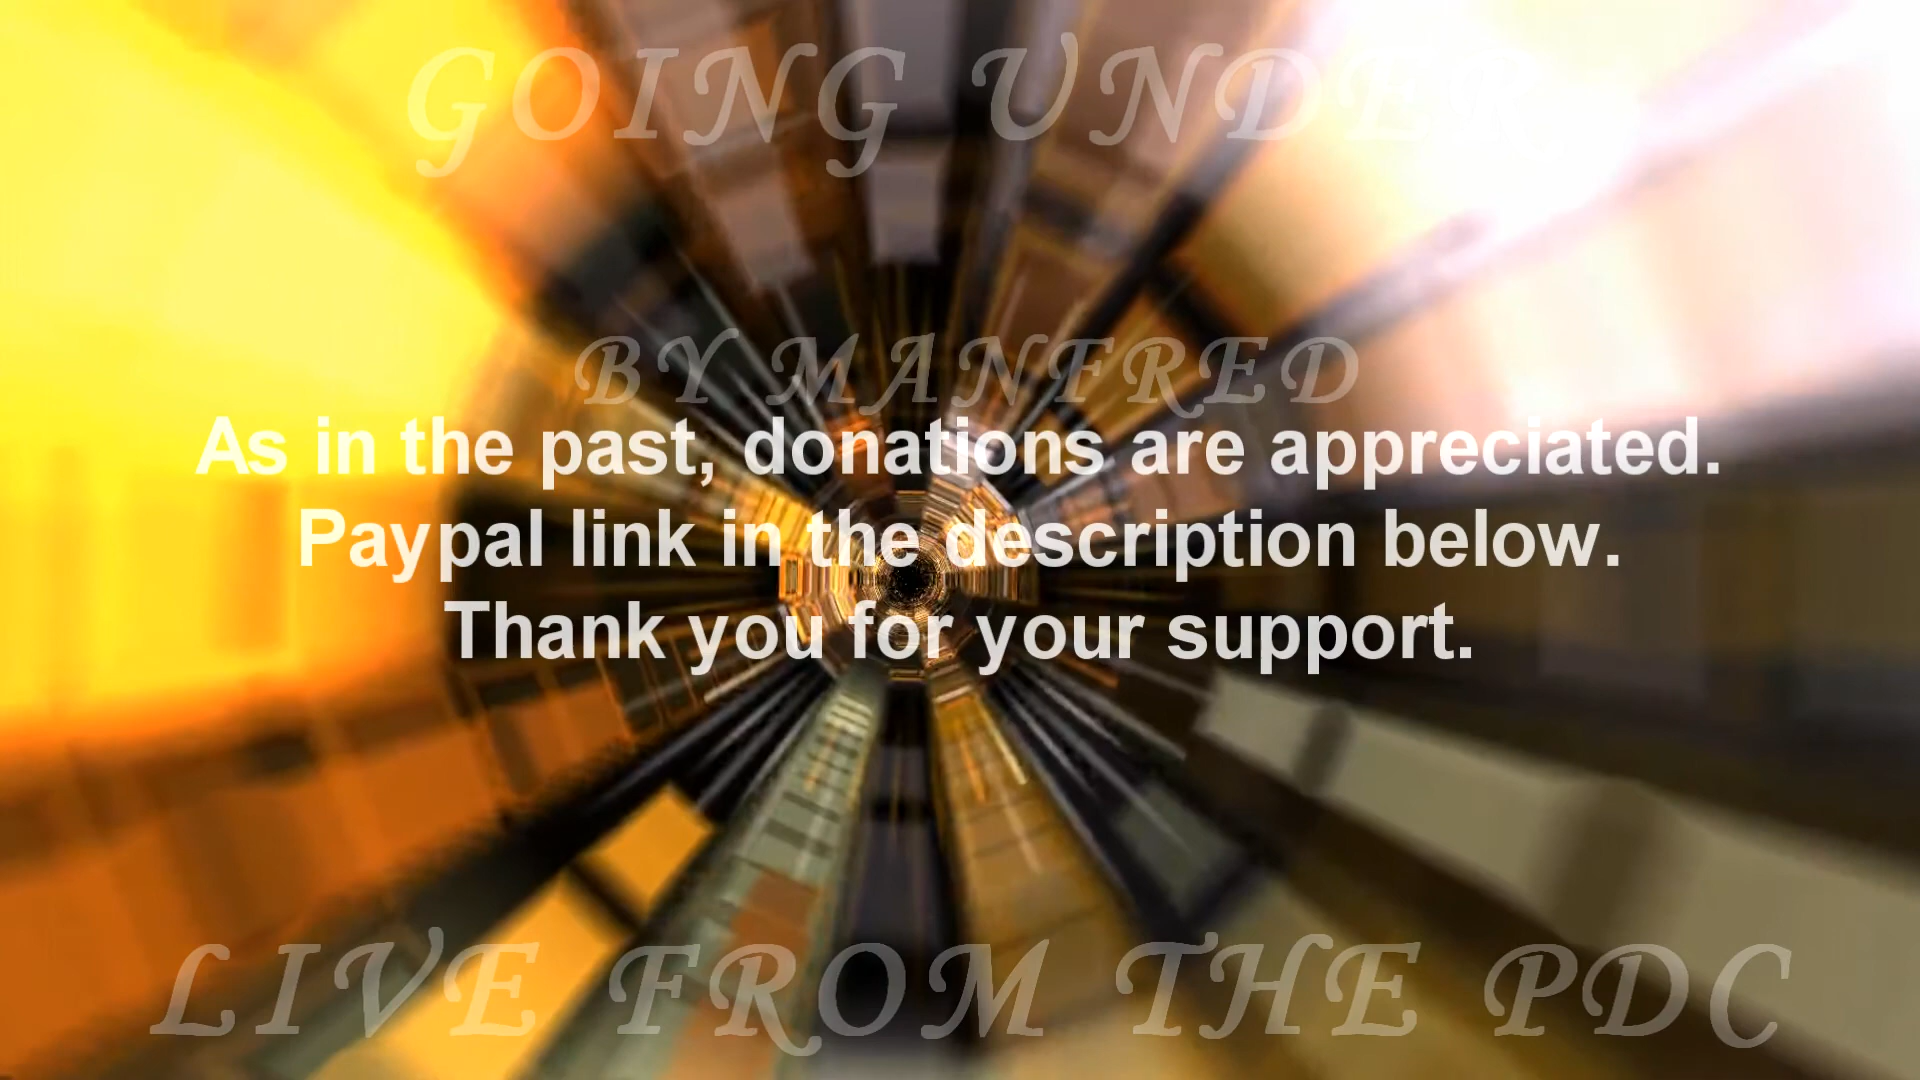 GOING UNDER
BY MANFRED
As in the past, donations are appreciated.
Paypal link in the description below.
Thank you for your support.
LIVE FROM THE PDC